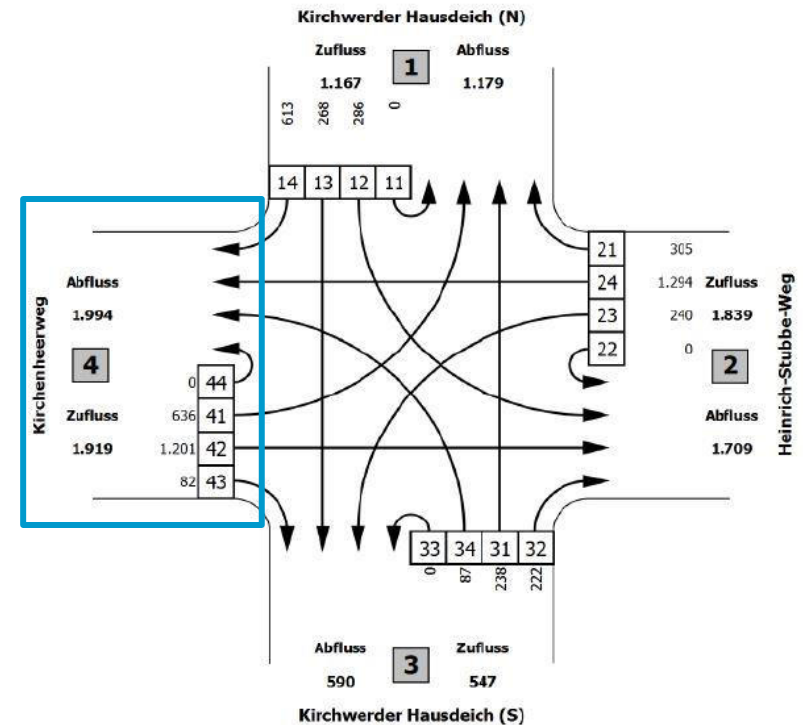 Kirchwerder Hausdeich (N)
Zufluss
1
Abfluss
1.167
1.179
613
268
286
0
14 13 12 11
21 305
24 1.294 Zufluss
23 240 1.839
22 0
2
Abfluss
1.709
Heinrich-Stubbe-Weg
Kirchenheerweg
Abfluss
1.994
4
Zufluss
1.919
0 44
636 41
1.201 42
82 43
33 34 31 32
0
87
238
222
Abfluss
3
Zufluss
590
547
Kirchwerder Hausdeich (S)